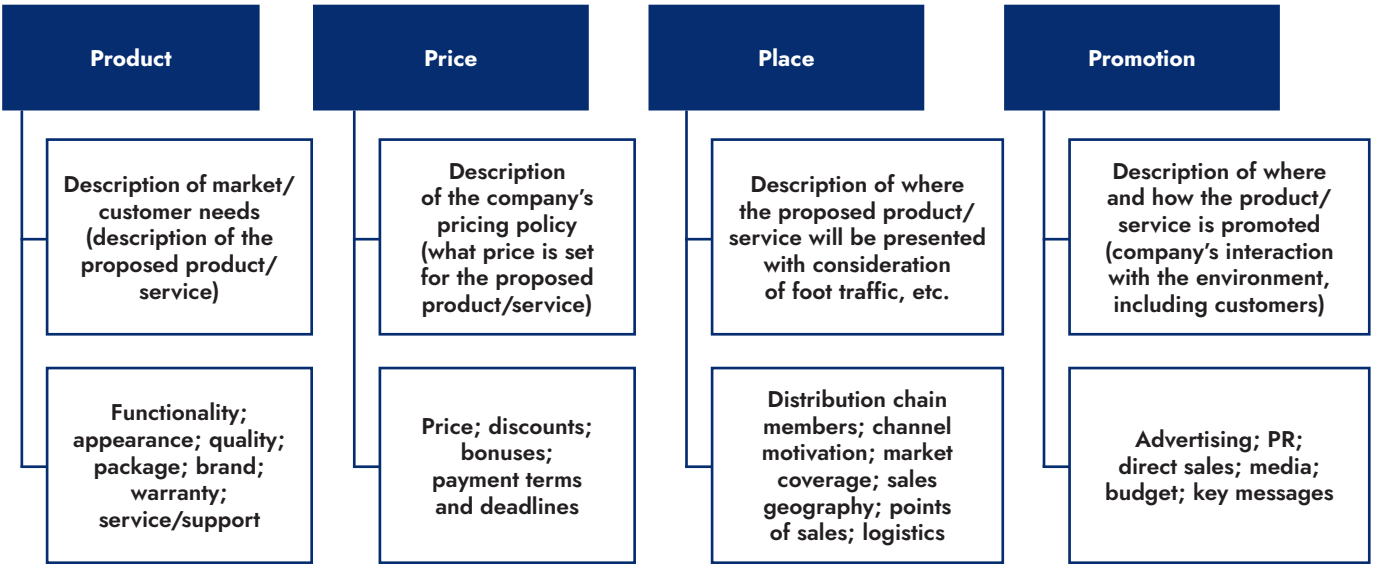 Product
Description of market/
customer needs
(description of the
proposed product/
service)
Functionality;
appearance; quality;
package; brand;
warranty;
service/support
Price
Description
of the company’s
pricing policy
(what price is set
for the proposed
product/service)
Price; discounts;
bonuses;
payment terms
and deadlines
Place
Description of where
the proposed product/
service will be presented
with consideration
of foot traffic, etc.
Distribution chain
members; channel
motivation; market
coverage; sales
geography; points
of sales; logistics
Promotion
Description of where
and how the product/
service is promoted
(company’s interaction
with the environment,
including customers)
Advertising; PR;
direct sales; media;
budget; key messages